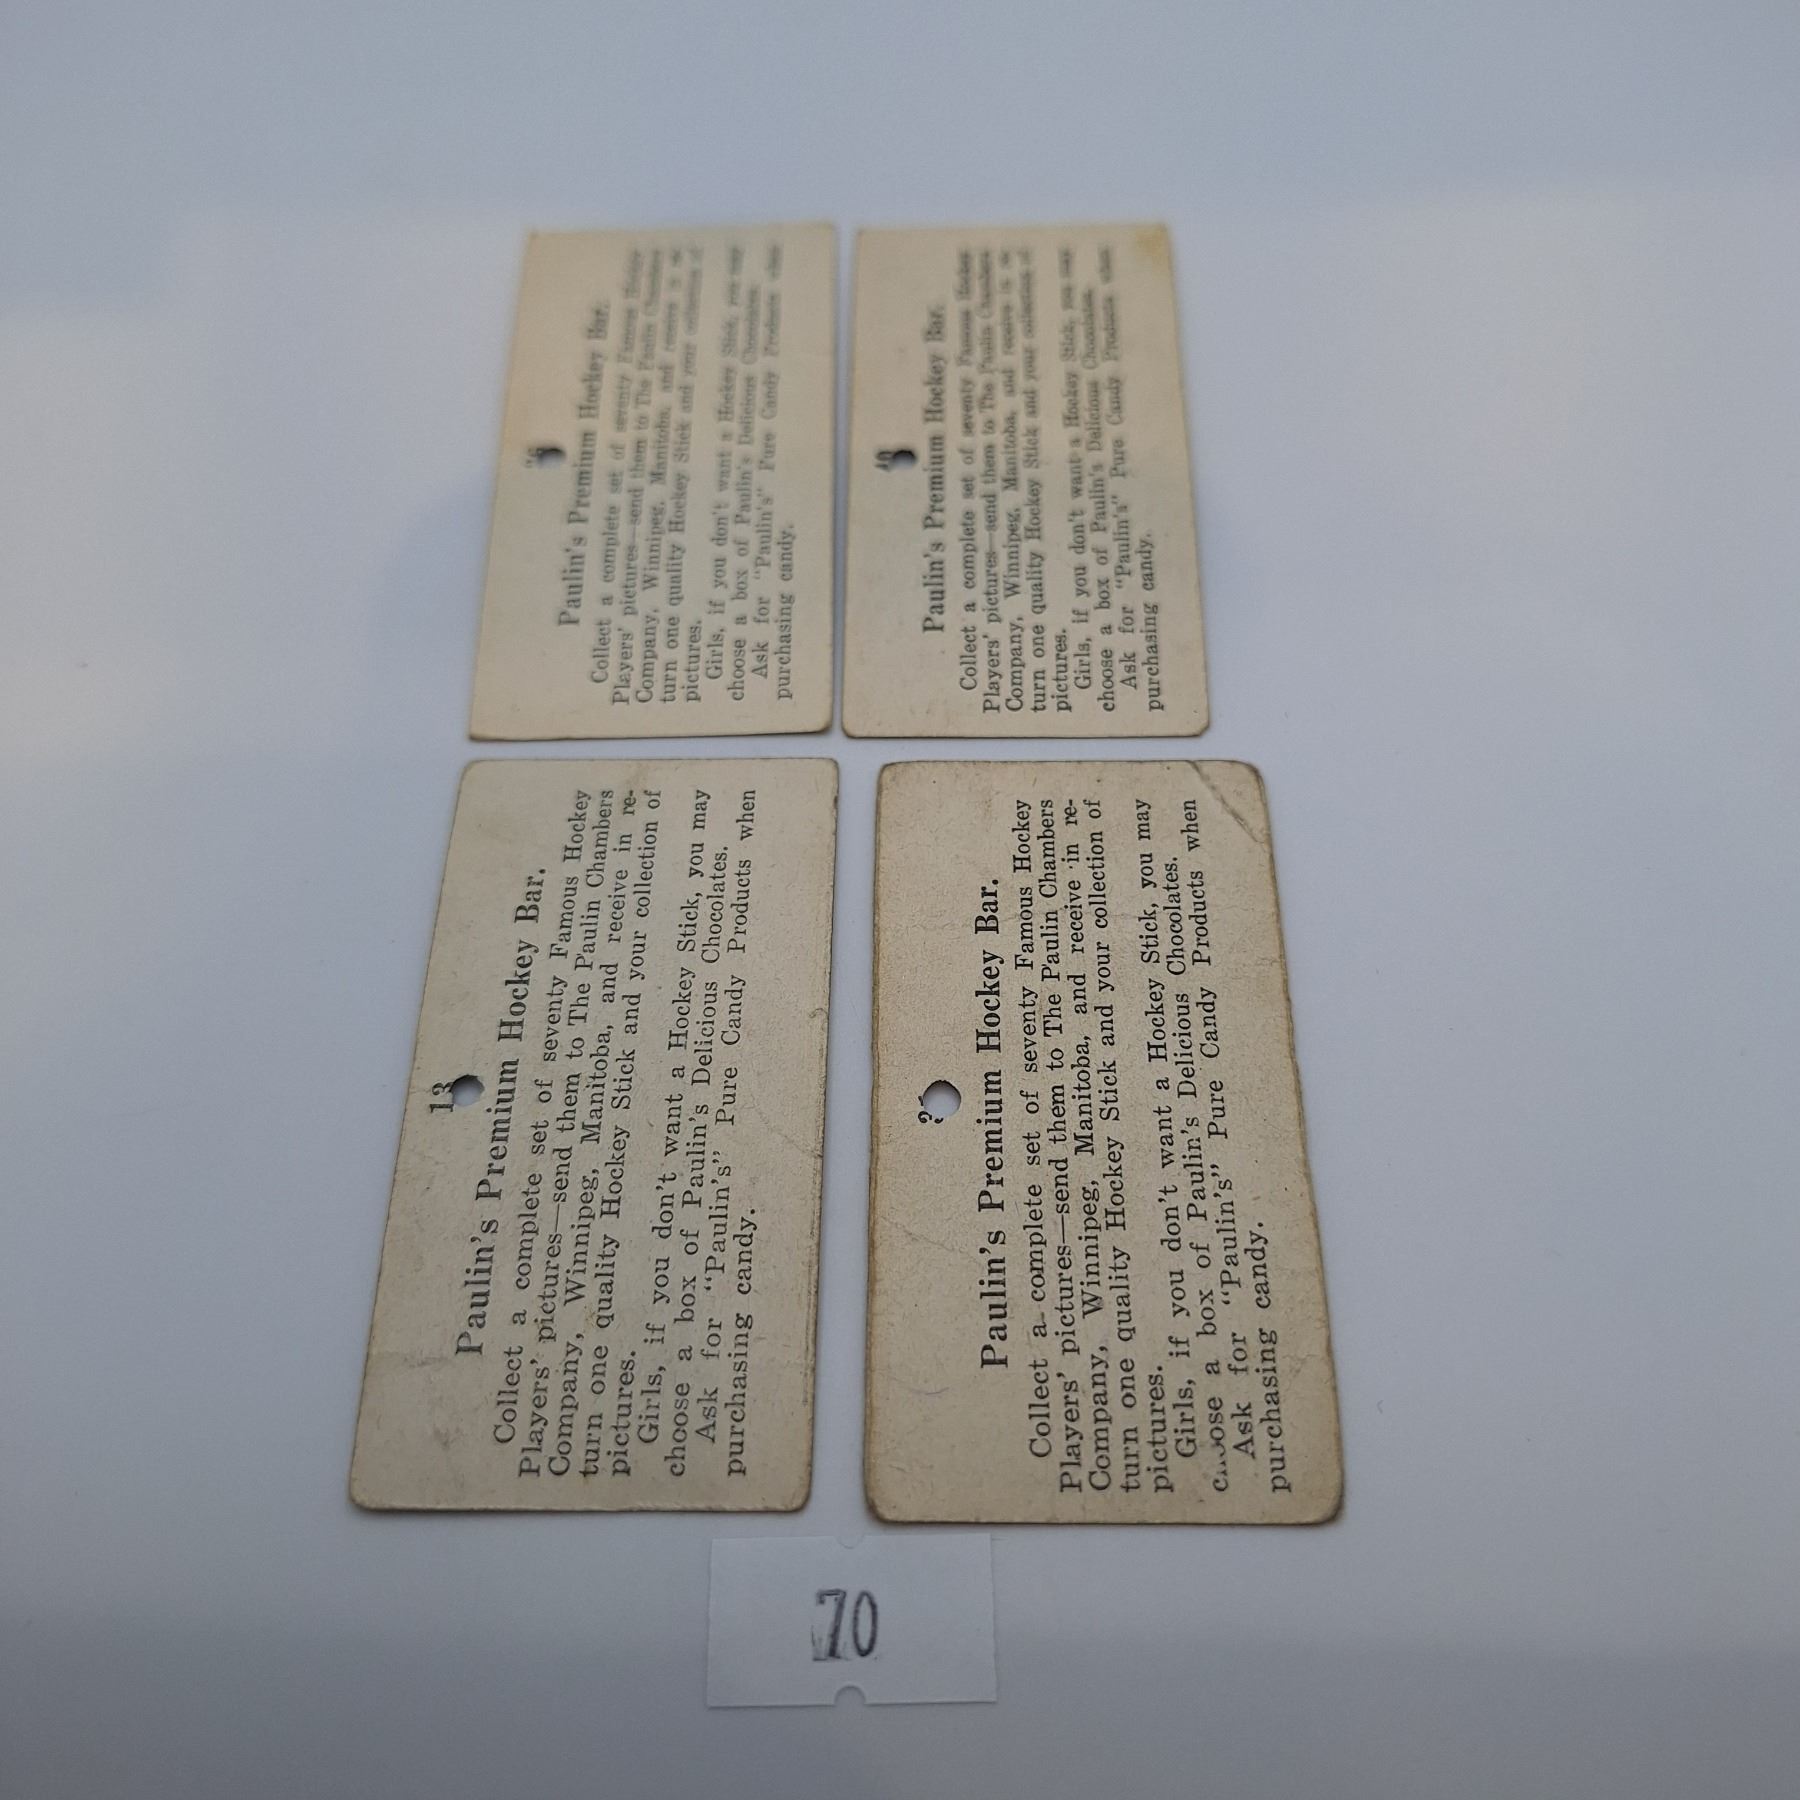 Paulin's Premium Hockey Bar.
Collect a complete set of seventy Famous Hockey
Players' pictures—send them to The Paulin Chambers
Company, Winnipeg, Manitoba, and receive in re-
turn one quality Hockey Stick and your collection of
pictures.
Girls, if you don't want a Hockey Stick, you may
choose a box of Paulin's Delicious Chocolates.
Ask for "Paulin's" Pure Candy Products when
purchasing candy.
Paulin's Premium Hockey Bar.
Collect a complete set of seventy Famous Hockey
Players' pictures—send them to The Paulin Chambers
Company, Winnipeg, Manitoba, and receive in re-
turn one quality Hockey Stick and your collection of
pictures.
Girls, if you don't want a Hockey Stick, you may
choose a box of Paulin's Delicious Chocolates.
Ask for "Paulin's" Pure Candy Products when
purchasing candy.
13
Paulin's Premium Hockey Bar.
Collect a complete set of seventy Famous Hockey
Players' pictures—send them to The Paulin Chambers
Company, Winnipeg, Manitoba, and receive in re-
turn one quality Hockey Stick and your collection of
pictures.
Girls, if you don't want a Hockey Stick, you may
choose a box of Paulin's Delicious Chocolates.
Ask for "Paulin's" Pure Candy Products when
purchasing candy.
Paulin's Premium Hockey Bar.
Collect a complete set of seventy Famous Hockey
Players' pictures—send them to The Paulin Chambers
Company, Winnipeg, Manitoba, and receive in re-
turn one quality Hockey Stick and your collection of
pictures.
Girls, if you don't want a Hockey Stick, you may
choose a box of Paulin's Delicious Chocolates.
Ask for "Paulin's" Pure Candy Products when
purchasing candy.
70